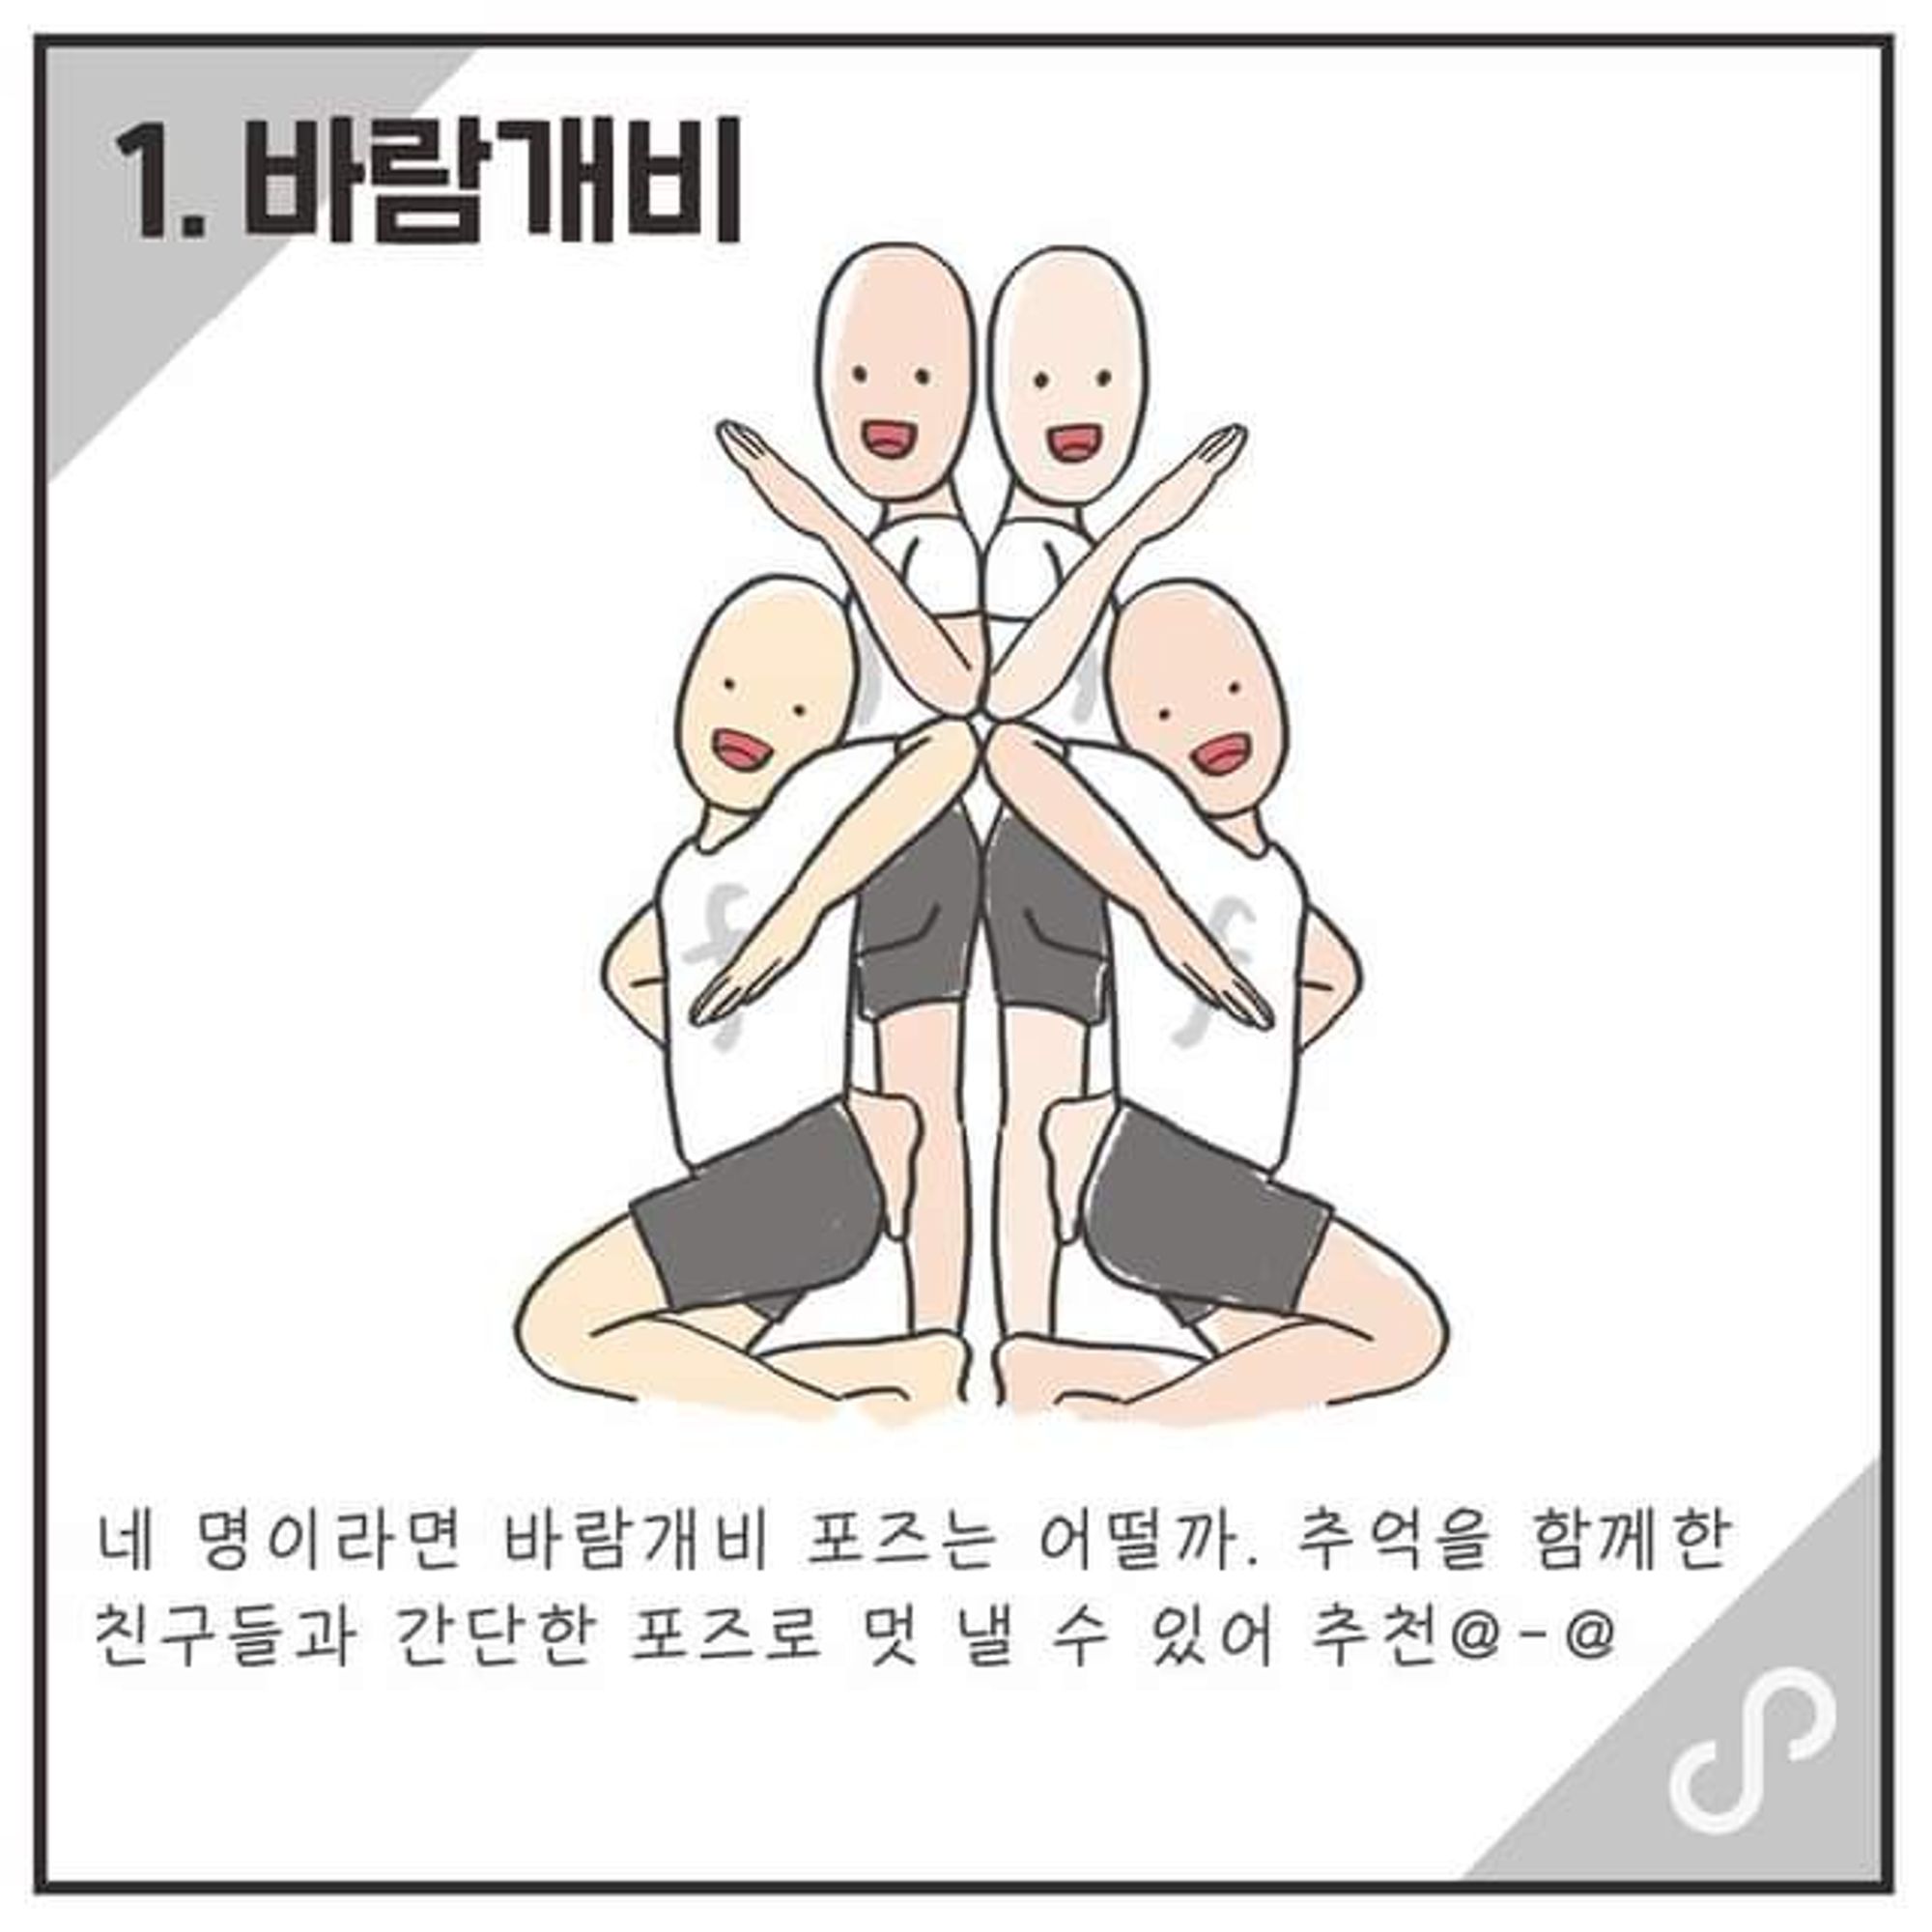 1. 바람개비
네 명이라면 바람개비 포즈는 어떨까. 추억을 함께한
친구들과 간단한 포즈로 멋 낼 수 있어 추천@-@